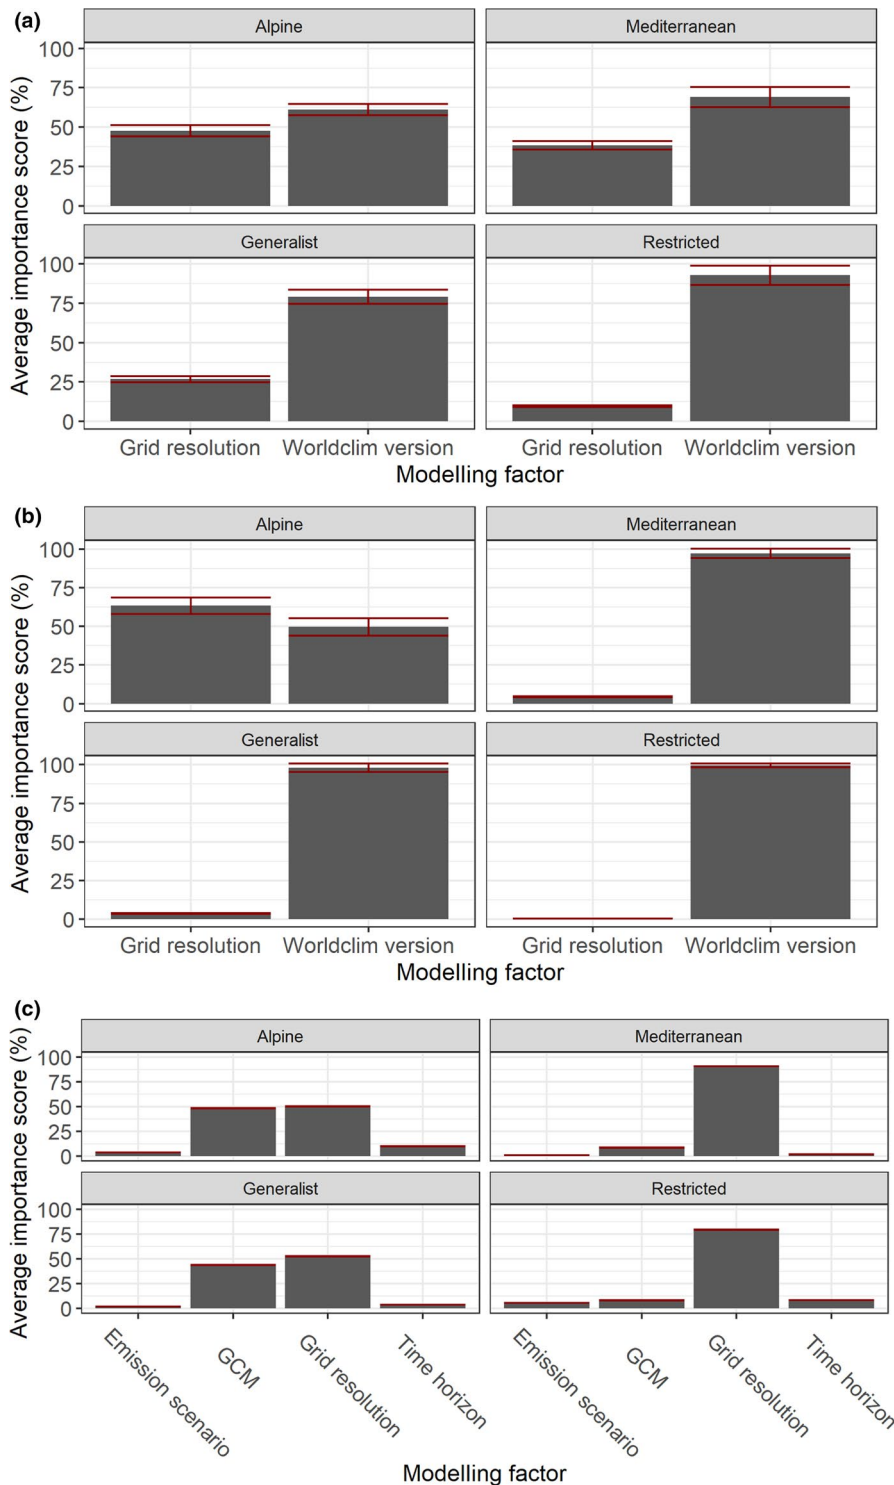 (a)
Alpine
Mediterranean
100
75
50
25
0
Generalist
Restricted
100
75
50
25
0
Average importance score (%)
Grid resolution
Worldclim version
Grid resolution
Worldclim version
Modelling factor
(b)
Alpine
Mediterranean
100
75
50
25
0
Generalist
Restricted
100
75
50
25
0
Average importance score (%)
Grid resolution
Worldclim version
Grid resolution
Worldclim version
Modelling factor
(c)
Alpine
Mediterranean
100
75
50
25
0
Generalist
Restricted
100
75
50
25
0
Average importance score (%)
Emission scenario
GCM
Grid resolution
Time horizon
Emission scenario
GCM
Grid resolution
Time horizon
Modelling factor